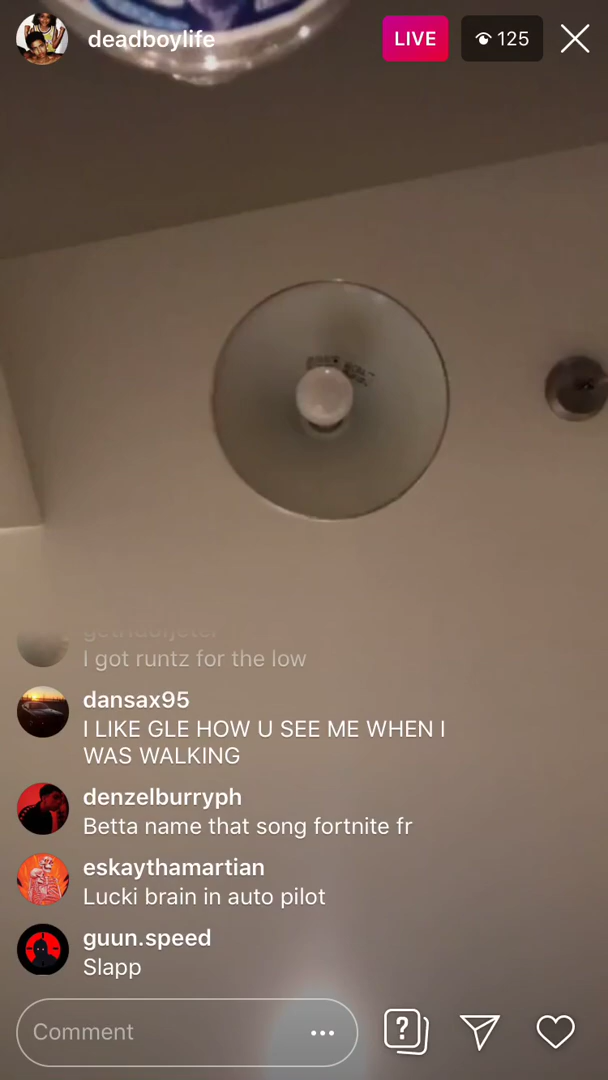 deadboylife
LIVE
125
I got runtz for the low
dansax95
I LIKE GLE HOW U SEE ME WHEN I
WAS WALKING
denzelburryph
Betta name that song fortnite fr
eskaythamartian
Lucki brain in auto pilot
guun.speed
Slapp
Comment